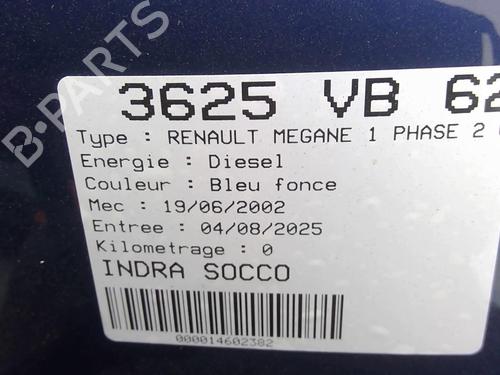 3625 VB 62
Type : RENAULT MEGANE 1 PHASE 2
Energie : Diesel
Couleur : Bleu fonce
Mec : 19/06/2002
Entree : 04/08/2025
Kilometrage : 0
INDRA SOCCO
000014602382
B-PARTS